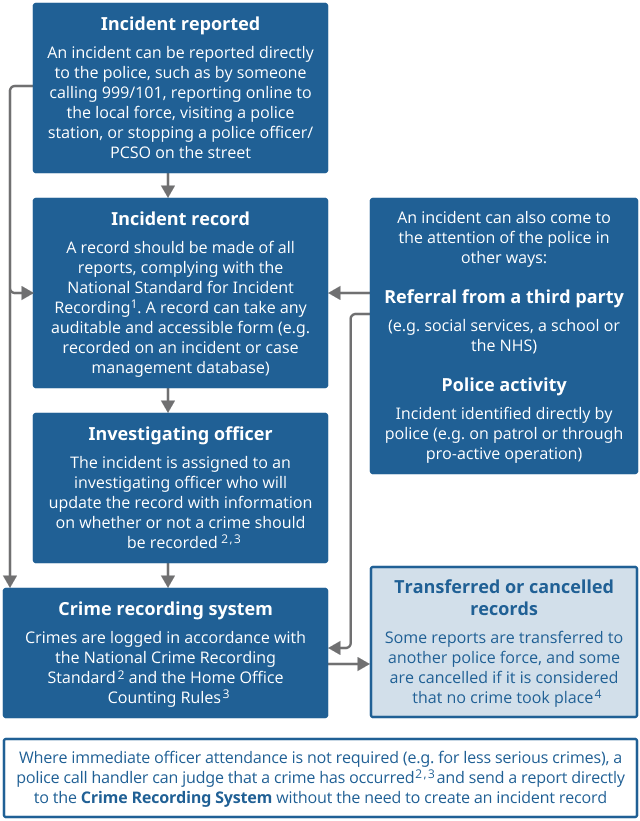 Incident reported
An incident can be reported directly
to the police, such as by someone
calling 999/101, reporting online to
the local force, visiting a police
station, or stopping a police officer/
PCSO on the street
Incident record
A record should be made of all
reports, complying with the
National Standard for Incident
Recording¹. A record can take any
auditable and accessible form (e.g.
recorded on an incident or case
management database)
An incident can also come to
the attention of the police in
other ways:
Referral from a third party
(e.g. social services, a school or
the NHS)
Police activity
Incident identified directly by
police (e.g. on patrol or through
pro-active operation)
Investigating officer
The incident is assigned to an
investigating officer who will
update the record with information
on whether or not a crime should
be recorded ²,³
Crime recording system
Crimes are logged in accordance with
the National Crime Recording
Standard² and the Home Office
Counting Rules³
Transferred or cancelled
records
Some reports are transferred to
another police force, and some
are cancelled if it is considered
that no crime took place⁴
Where immediate officer attendance is not required (e.g. for less serious crimes), a
police call handler can judge that a crime has occurred²,³ and send a report directly
to the Crime Recording System without the need to create an incident record